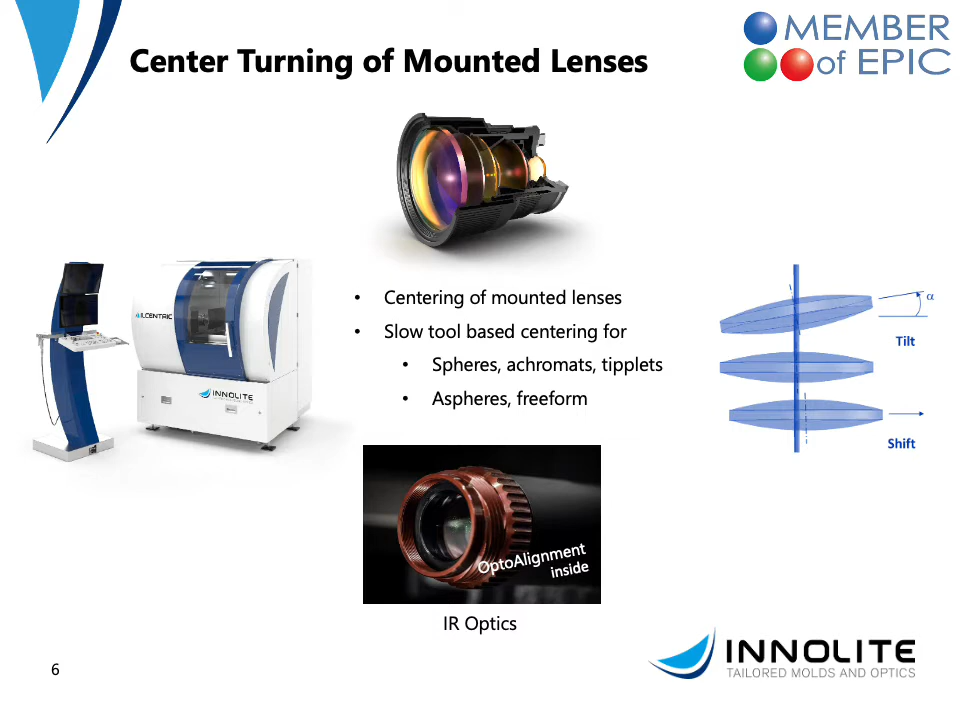 Center Turning of Mounted Lenses
MEMBER
of EPIC
• Centering of mounted lenses
• Slow tool based centering for
• Spheres, achromats, tipplets
• Aspheres, freeform
ILCENTRIC
INNOLITE
α
Tilt
Shift
OptoAlignment
inside
IR Optics
6
INNOLITE
TAILORED MOLDS AND OPTICS